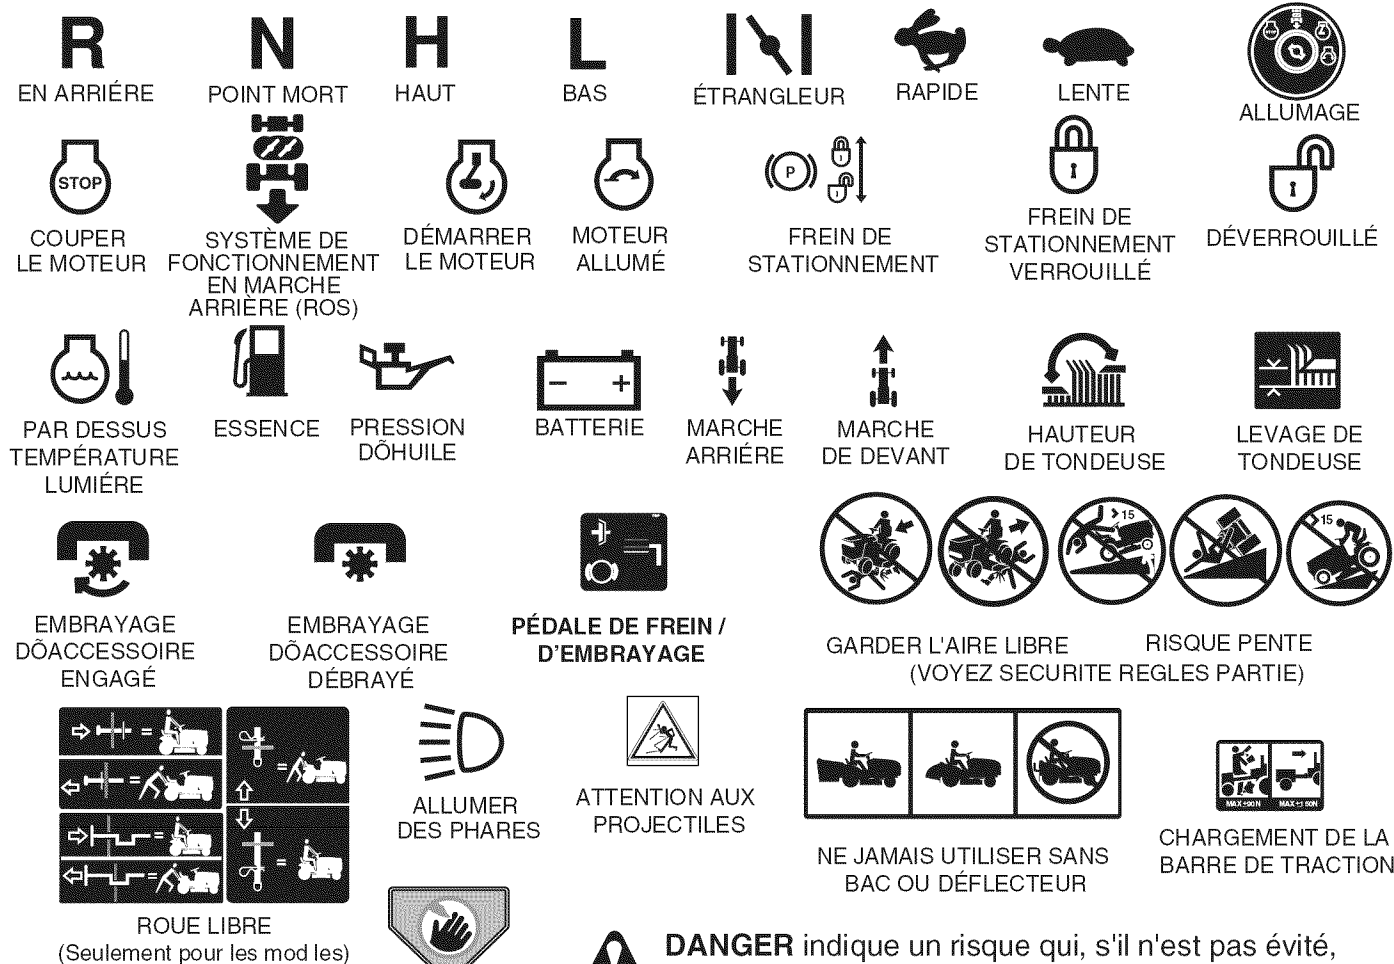 R
N
H
L
EN ARRIÉRE
POINT MORT
HAUT
BAS
ÉTRANGLEUR
RAPIDE
LENTE
ALLUMAGE
STOP
P
COUPER
LE MOTEUR
SYSTÈME DE
FONCTIONNEMENT
EN MARCHE
ARRIÈRE (ROS)
DÉMARRER
LE MOTEUR
MOTEUR
ALLUMÉ
FREIN DE
STATIONNEMENT
FREIN DE
STATIONNEMENT
VERROUILLÉ
DÉVERROUILLÉ
PAR DESSUS
TEMPÉRATURE
LUMIÉRE
ESSENCE
PRESSION
DÕHUILE
- +
BATTERIE
MARCHE
ARRIÉRE
MARCHE
DE DEVANT
HAUTEUR
DE TONDEUSE
LEVAGE DE
TONDEUSE
EMBRAYAGE
DÕACCESSOIRE
ENGAGÉ
EMBRAYAGE
DÕACCESSOIRE
DÉBRAYÉ
PÉDALE DE FREIN /
D'EMBRAYAGE
>15
>15
GARDER L'AIRE LIBRE
RISQUE PENTE
(VOYEZ SECURITE REGLES PARTIE)
= = = = = =
ROUE LIBRE
(Seulement pour les mod les)
ALLUMER
DES PHARES
ATTENTION AUX
PROJECTILES
NE JAMAIS UTILISER SANS
BAC OU DÉFLECTEUR
CHARGEMENT DE LA
BARRE DE TRACTION
DANGER indique un risque qui, s'il n'est pas évité,